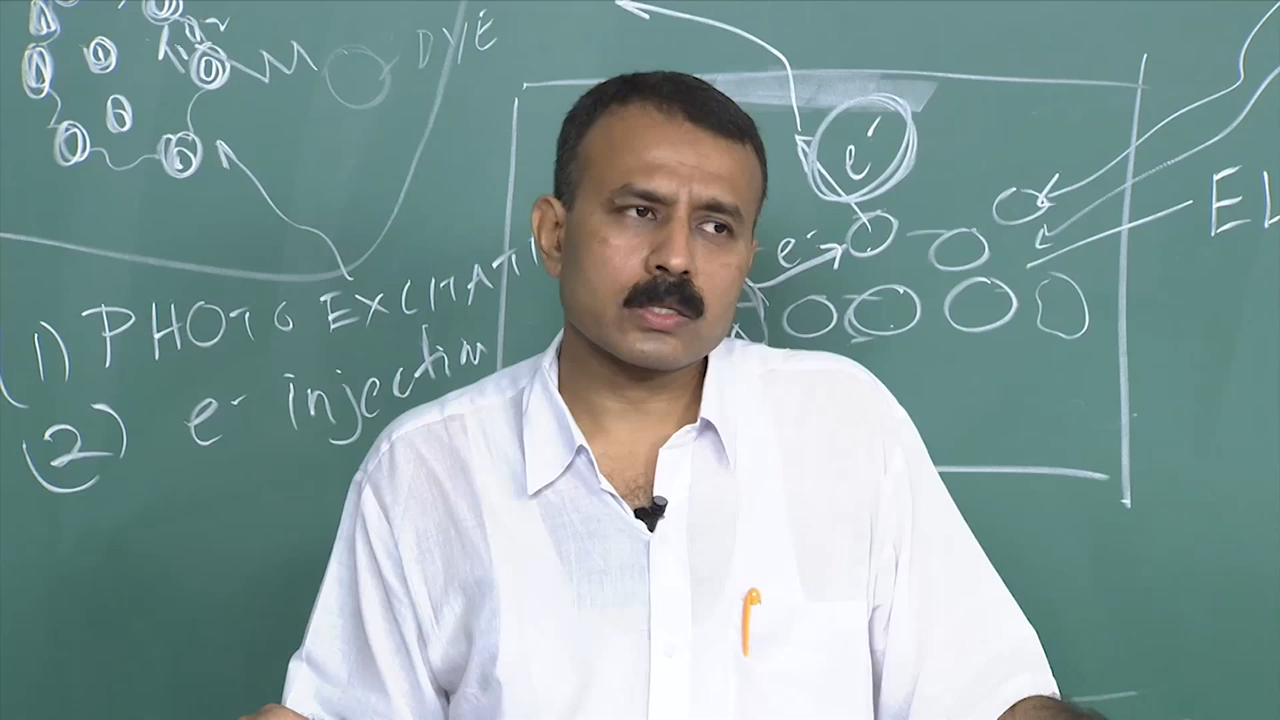 DYE
e-
e-
EL
(1) PHOTO EXCITATI
(2) e- injection